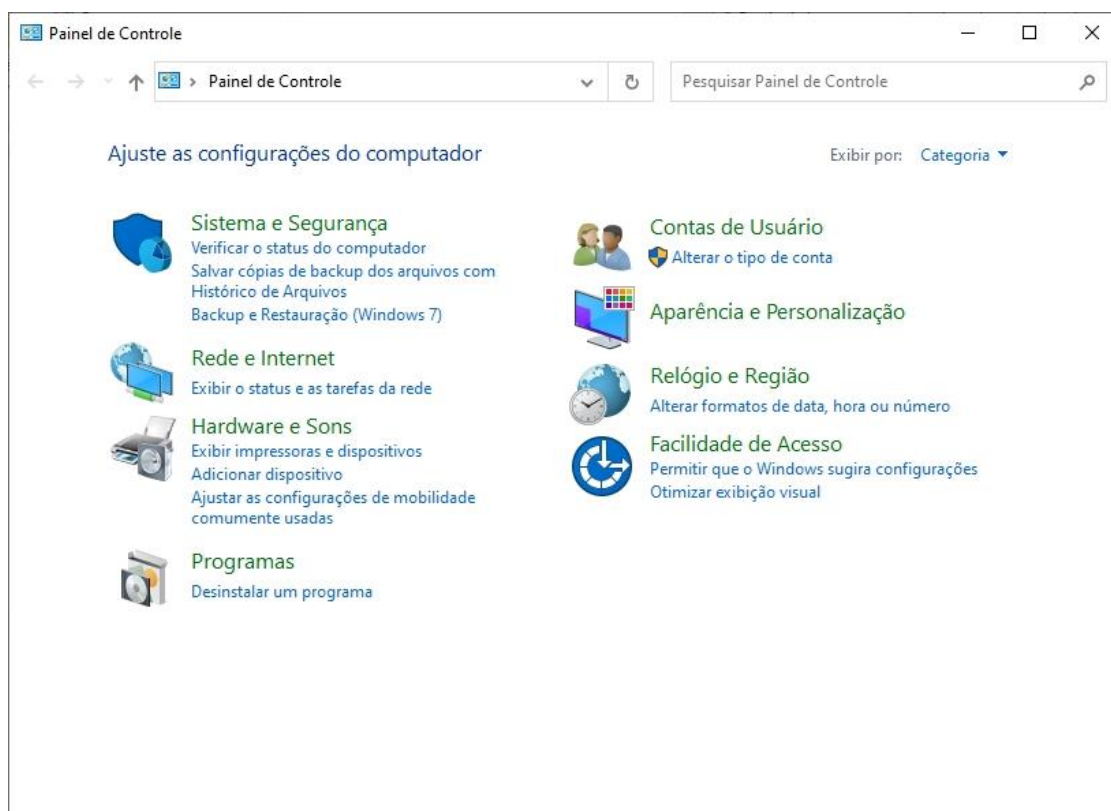 Painel de Controle
Painel de Controle
Pesquisar Painel de Controle
Ajuste as configurações do computador
Exibir por: Categoria
Sistema e Segurança
Verificar o status do computador
Salvar cópias de backup dos arquivos com
Histórico de Arquivos
Backup e Restauração (Windows 7)
Rede e Internet
Exibir o status e as tarefas da rede
Hardware e Sons
Exibir impressoras e dispositivos
Adicionar dispositivo
Ajustar as configurações de mobilidade
comumente usadas
Programas
Desinstalar um programa
Contas de Usuário
Alterar o tipo de conta
Aparência e Personalização
Relógio e Região
Alterar formatos de data, hora ou número
Facilidade de Acesso
Permitir que o Windows sugira configurações
Otimizar exibição visual